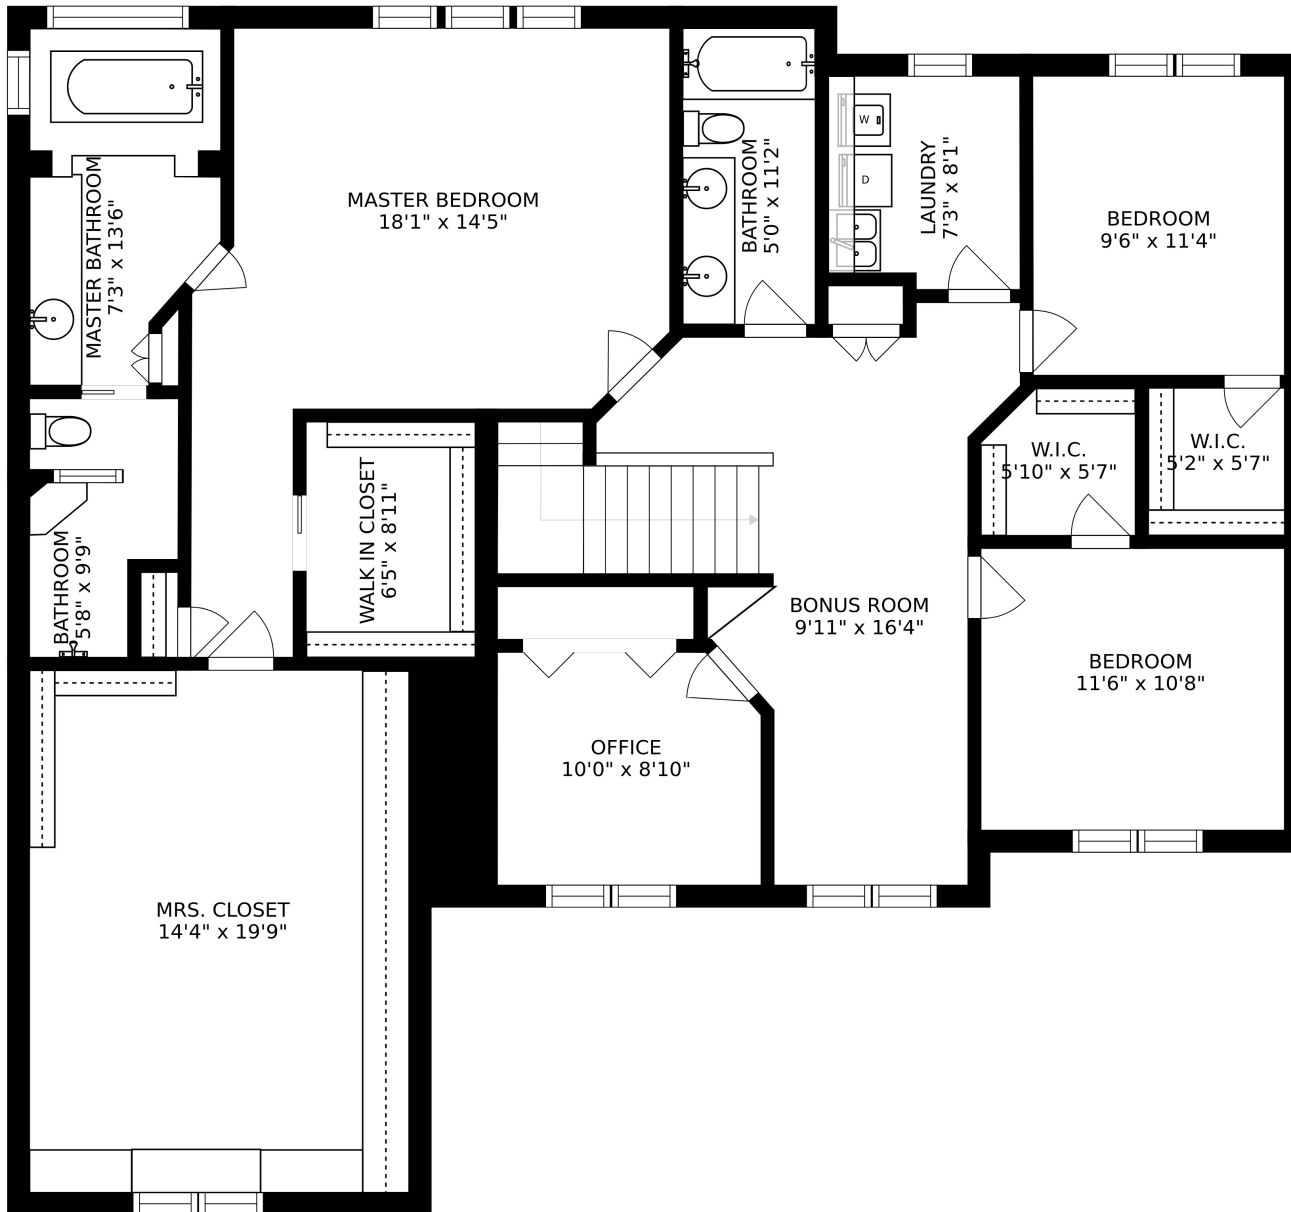 MASTER BEDROOM
18'1" x 14'5"
MASTER BATHROOM
7'3" x 13'6"
BATHROOM
5'0" x 11'2"
W
D
LAUNDRY
7'3" x 8'1"
BEDROOM
9'6" x 11'4"
W.I.C.
5'10" x 5'7"
W.I.C.
5'2" x 5'7"
WALK IN CLOSET
6'5" x 8'11"
BATHROOM
5'8" x 9'9"
BONUS ROOM
9'11" x 16'4"
BEDROOM
11'6" x 10'8"
OFFICE
10'0" x 8'10"
MRS. CLOSET
14'4" x 19'9"